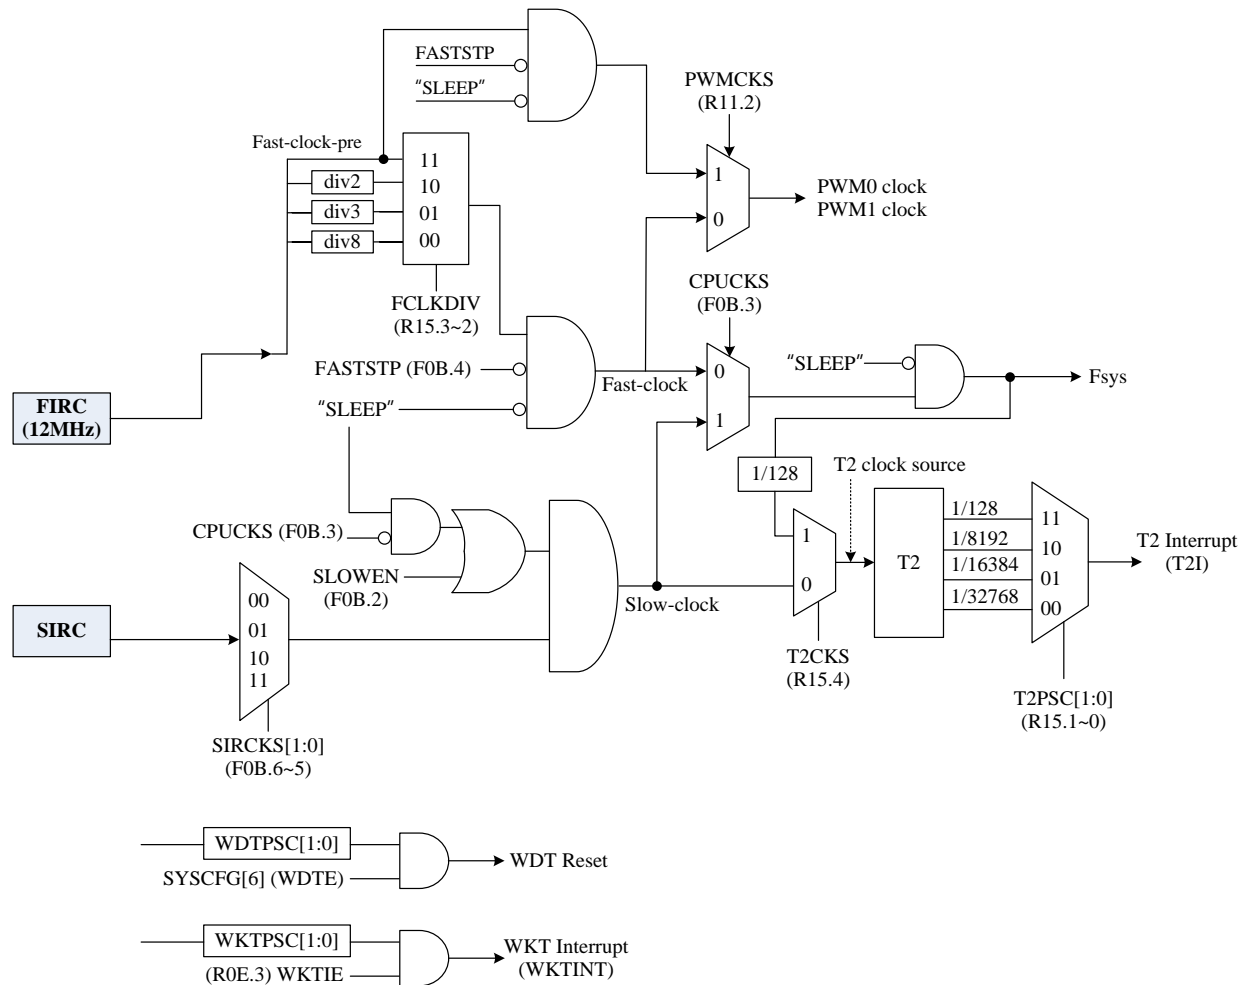 FASTSTP
"SLEEP"
PWMCKS
(R11.2)
Fast-clock-pre
11
div2
10
div3
01
div8
00
1
0
PWM0 clock
PWM1 clock
FCLKDIV
(R15.3~2)
CPUCKS
(F0B.3)
FASTSTP (F0B.4)
Fast-clock
0
1
"SLEEP"
Fsys
FIRC
(12MHz)
"SLEEP"
1/128
T2 clock source
CPUCKS (F0B.3)
SLOWEN
(F0B.2)
Slow-clock
1
0
T2
1/128
1/8192
1/16384
1/32768
11
10
01
00
T2 Interrupt
(T2I)
SIRC
00
01
10
11
T2CKS
(R15.4)
T2PSC[1:0]
(R15.1~0)
SIRCKS[1:0]
(F0B.6~5)
WDTPSC[1:0]
SYSCFG[6] (WDTE)
WDT Reset
WKTPSC[1:0]
(R0E.3) WKTIE
WKT Interrupt
(WKTINT)